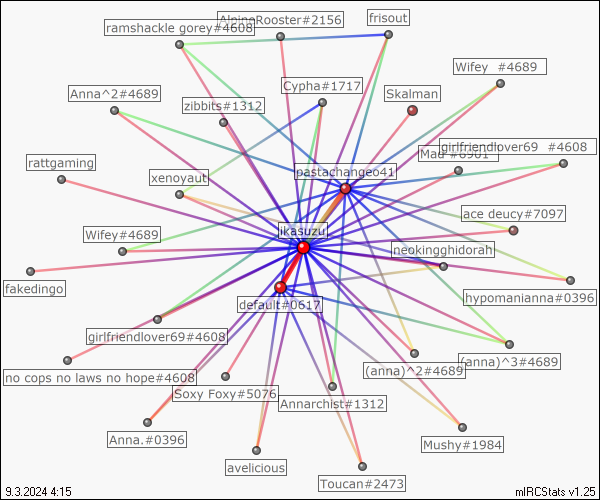 ramshackle gorey#4608
AlpineRooster#2156
frisout
Wifey  #4689
Anna^2#4689
Cypha#1717
Skalman
zibbits#1312
girlfriendlover69  #4608
Mad #6901
rattgaming
pastachangeo41
xenoyaut
ace deucy#7097
ikasuzu
Wifey#4689
neokingghidorah
fakedingo
hypomanianna#0396
default#0617
girlfriendlover69#4608
(anna)^3#4689
(anna)^2#4689
no cops no laws no hope#4608
Soxy Foxy#5076
Annarchist#1312
Anna.#0396
Mushy#1984
avelicious
Toucan#2473
9.3.2024 4:15
mIRCStats v1.25